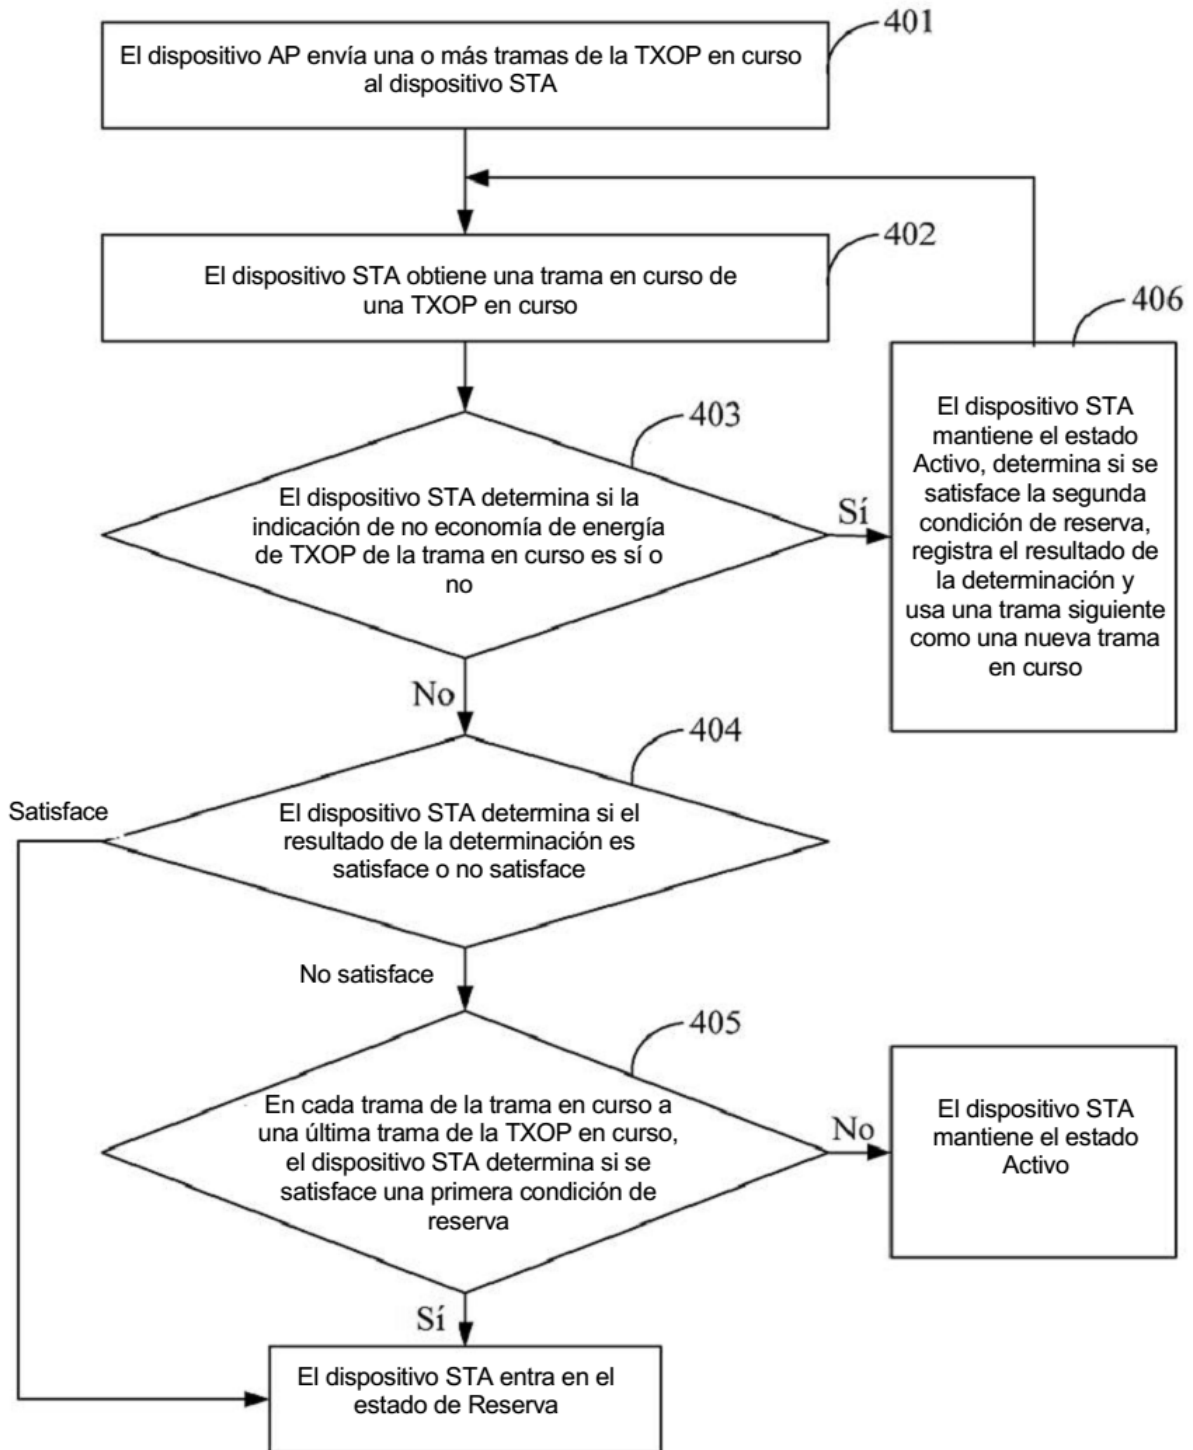 401
El dispositivo AP envía una o más tramas de la TXOP en curso
al dispositivo STA
402
El dispositivo STA obtiene una trama en curso de
una TXOP en curso
406
El dispositivo STA
mantiene el estado
Activo, determina si se
satisface la segunda
condición de reserva,
registra el resultado de
la determinación y
usa una trama siguiente
como una nueva trama
en curso
403
El dispositivo STA determina si la
indicación de no economía de energía
de TXOP de la trama en curso es sí o
no
Sí
No
404
El dispositivo STA determina si el
resultado de la determinación es
satisface o no satisface
Satisface
No satisface
405
En cada trama de la trama en curso a
una última trama de la TXOP en curso,
el dispositivo STA determina si se
satisface una primera condición de
reserva
No
El dispositivo STA
mantiene el estado
Activo
Sí
El dispositivo STA entra en el
estado de Reserva